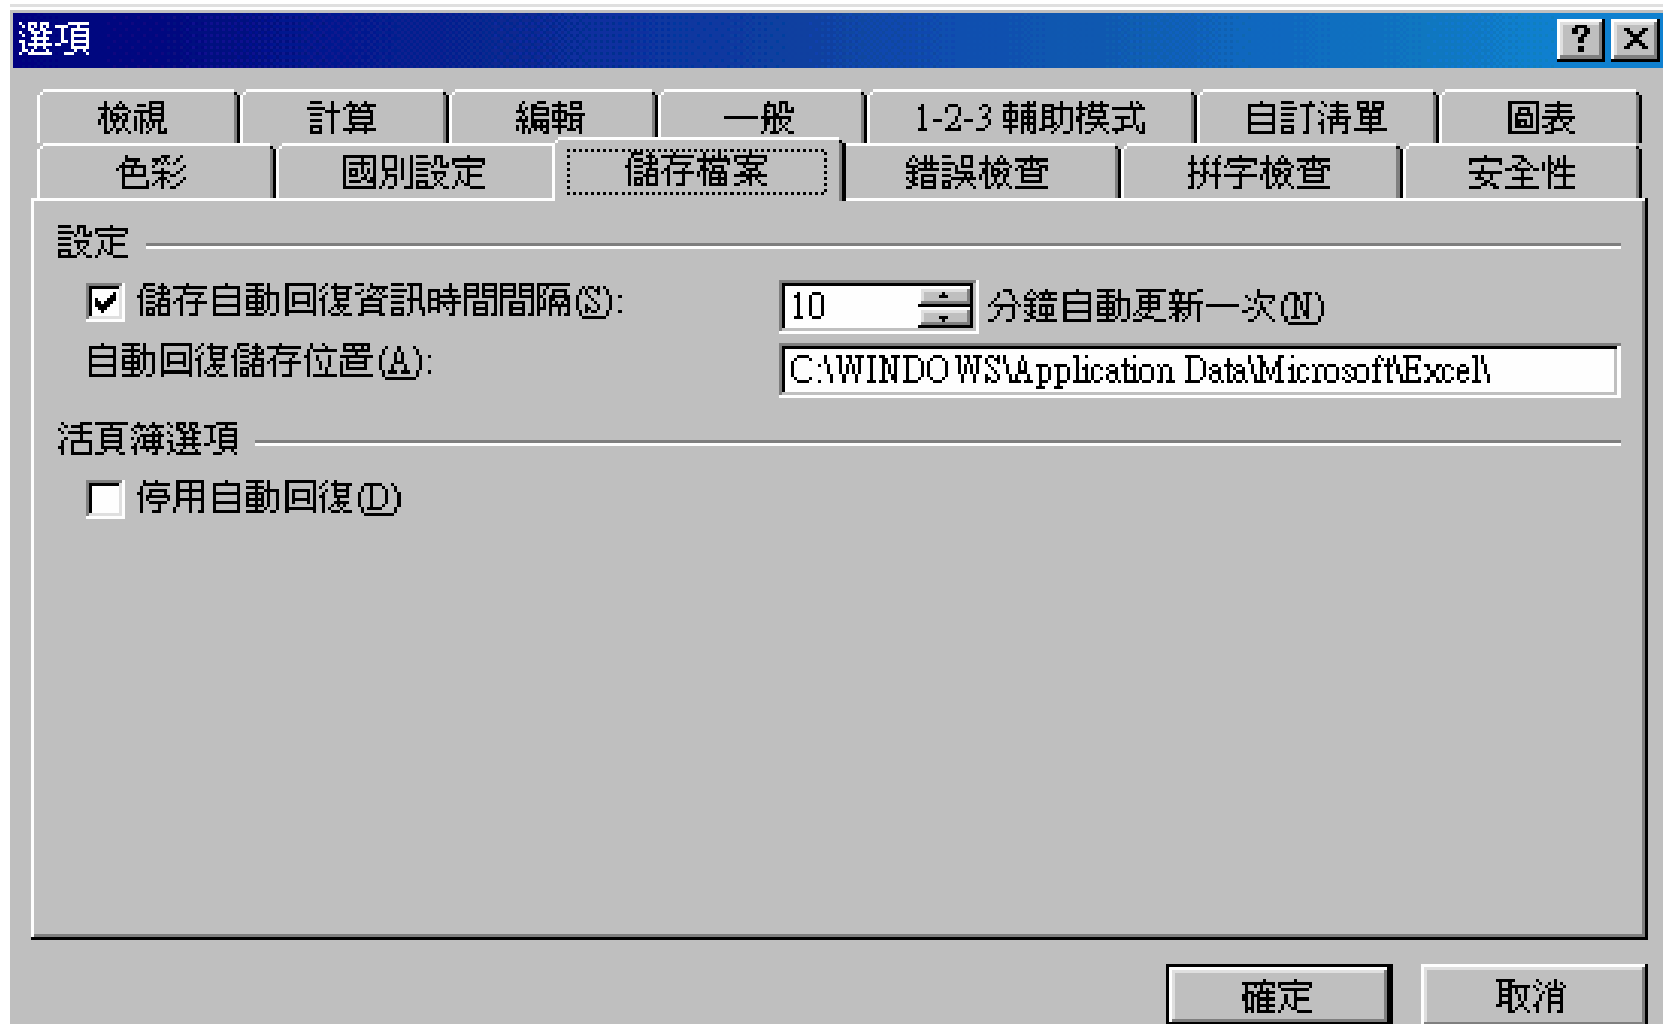 選項
檢視 計算 編輯 一般 1-2-3 輔助模式 自訂清單 圖表
色彩 國別設定 儲存檔案 錯誤檢查 拼字檢查 安全性
設定
儲存自動回復資訊時間間隔(S): 10 分鐘自動更新一次(N)
自動回復儲存位置(A): C:\WINDOWS\Application Data\Microsoft\Excel\
活頁簿選項
停用自動回復(D)
確定 取消